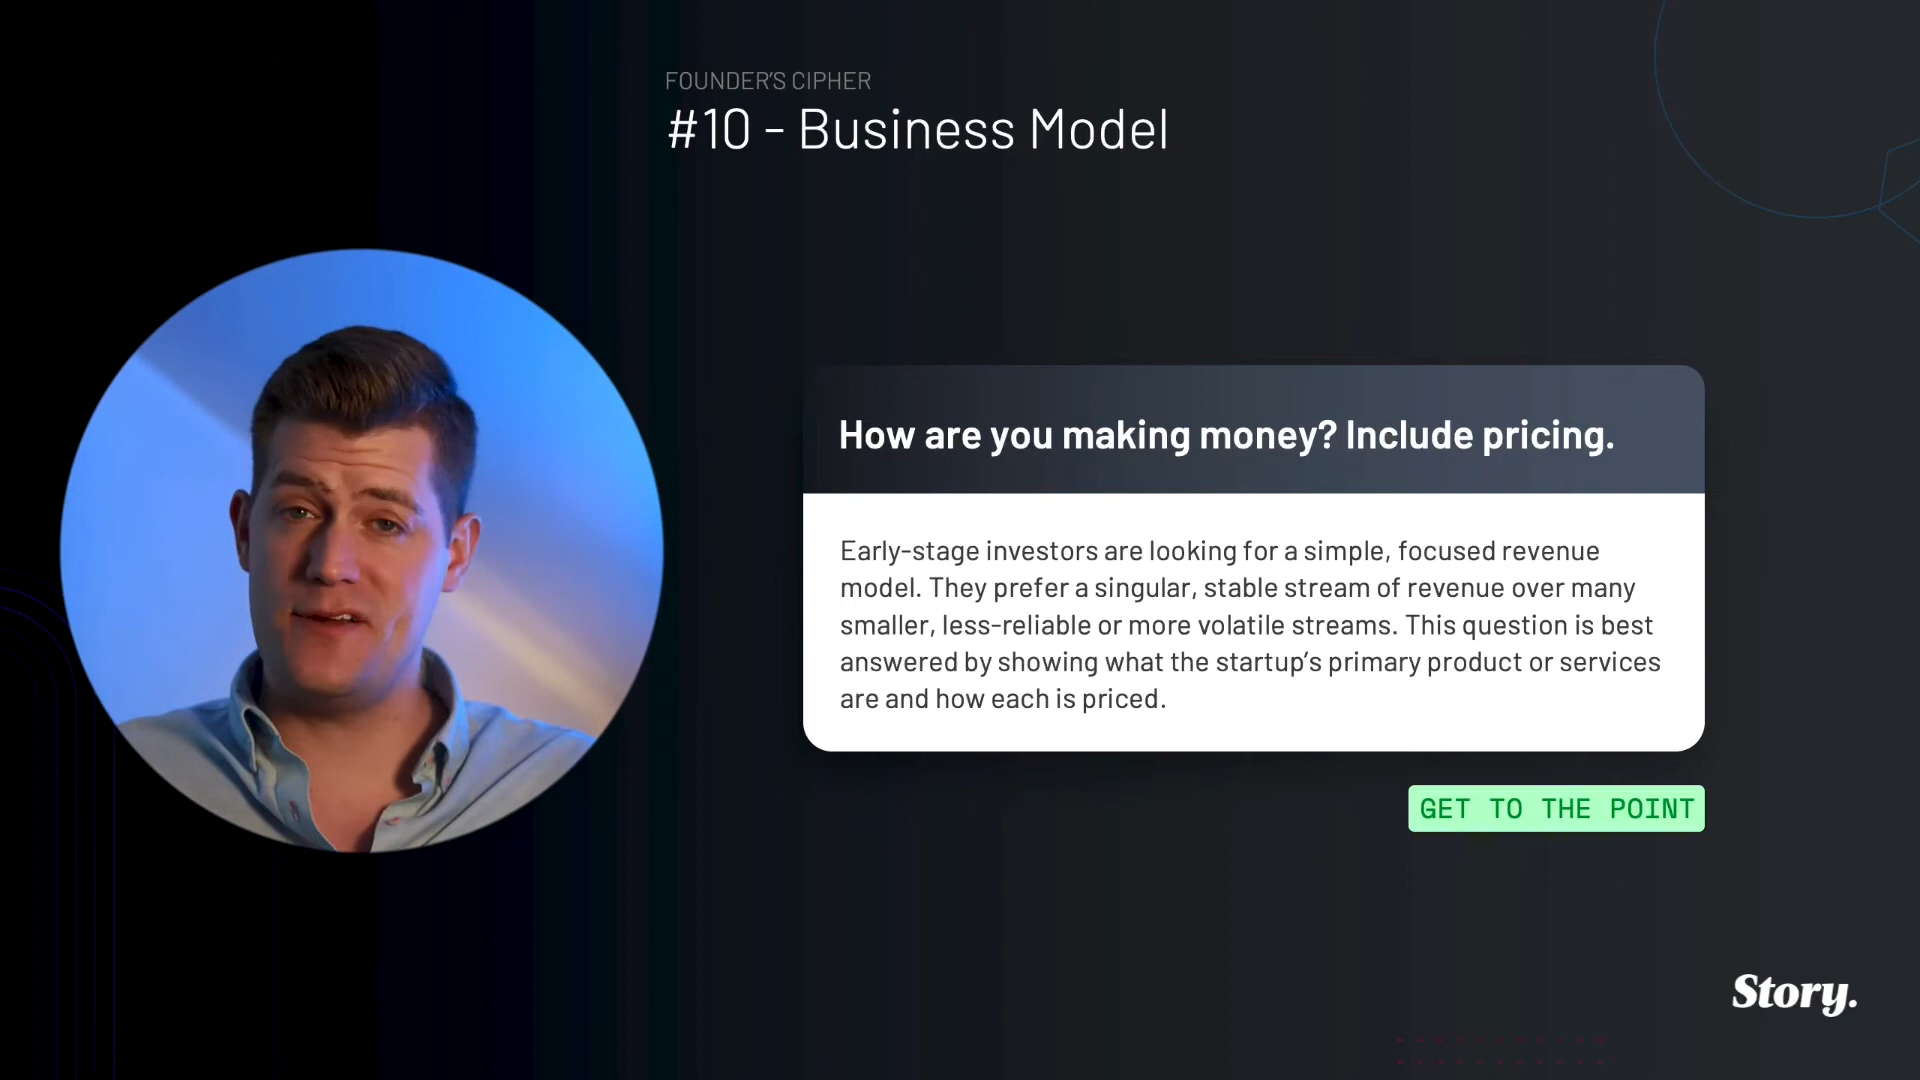 FOUNDER'S CIPHER
#10 - Business Model
How are you making money? Include pricing.
Early-stage investors are looking for a simple, focused revenue
model. They prefer a singular, stable stream of revenue over many
smaller, less-reliable or more volatile streams. This question is best
answered by showing what the startup's primary product or services
are and how each is priced.
GET TO THE POINT
Story.